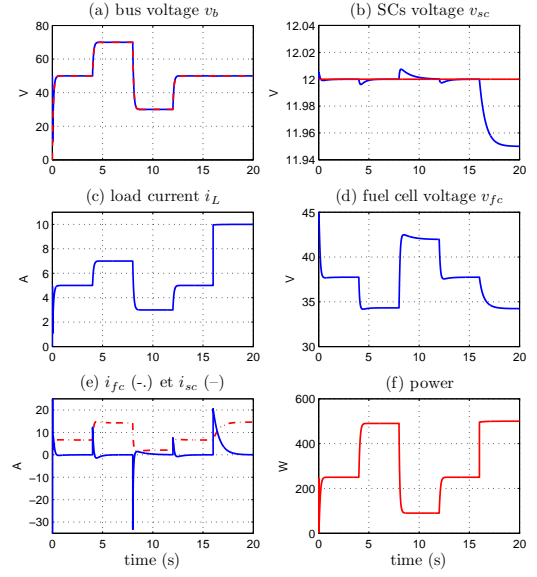 (a) bus voltage v_b
80
60
40
20
0
V
0 5 10 15 20
(b) SCs voltage v_sc
12.04
12.02
12
11.98
11.96
11.94
V
0 5 10 15 20
(c) load current i_L
10
8
6
4
2
0
A
0 5 10 15 20
(d) fuel cell voltage v_fc
45
40
35
30
V
0 5 10 15 20
(e) i_fc (-.) et i_sc (–)
20
10
0
−10
−20
−30
A
0 5 10 15 20
time (s)
(f) power
600
400
200
0
W
0 5 10 15 20
time (s)